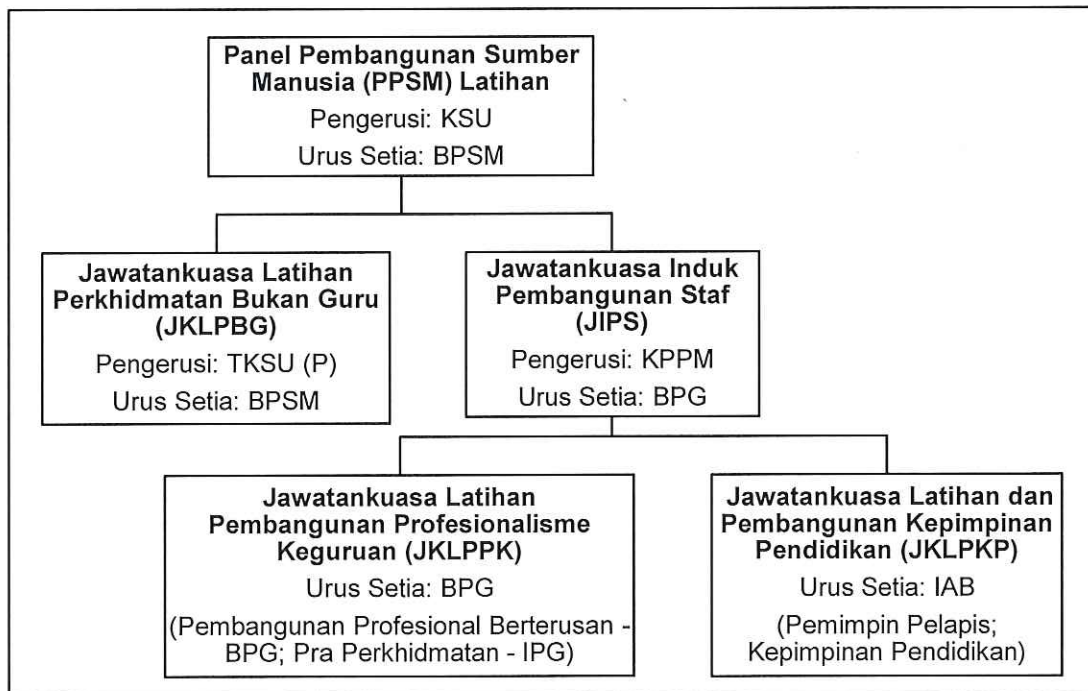 Panel Pembangunan Sumber
Manusia (PPSM) Latihan
Pengerusi: KSU
Urus Setia: BPSM
Jawatankuasa Latihan
Perkhidmatan Bukan Guru
(JKLPBG)
Pengerusi: TKSU (P)
Urus Setia: BPSM
Jawatankuasa Induk
Pembangunan Staf
(JIPS)
Pengerusi: KPPM
Urus Setia: BPG
Jawatankuasa Latihan
Pembangunan Profesionalisme
Keguruan (JKLPPK)
Urus Setia: BPG
(Pembangunan Profesional Berterusan -
BPG; Pra Perkhidmatan - IPG)
Jawatankuasa Latihan dan
Pembangunan Kepimpinan
Pendidikan (JKLPKP)
Urus Setia: IAB
(Pemimpin Pelapis;
Kepimpinan Pendidikan)